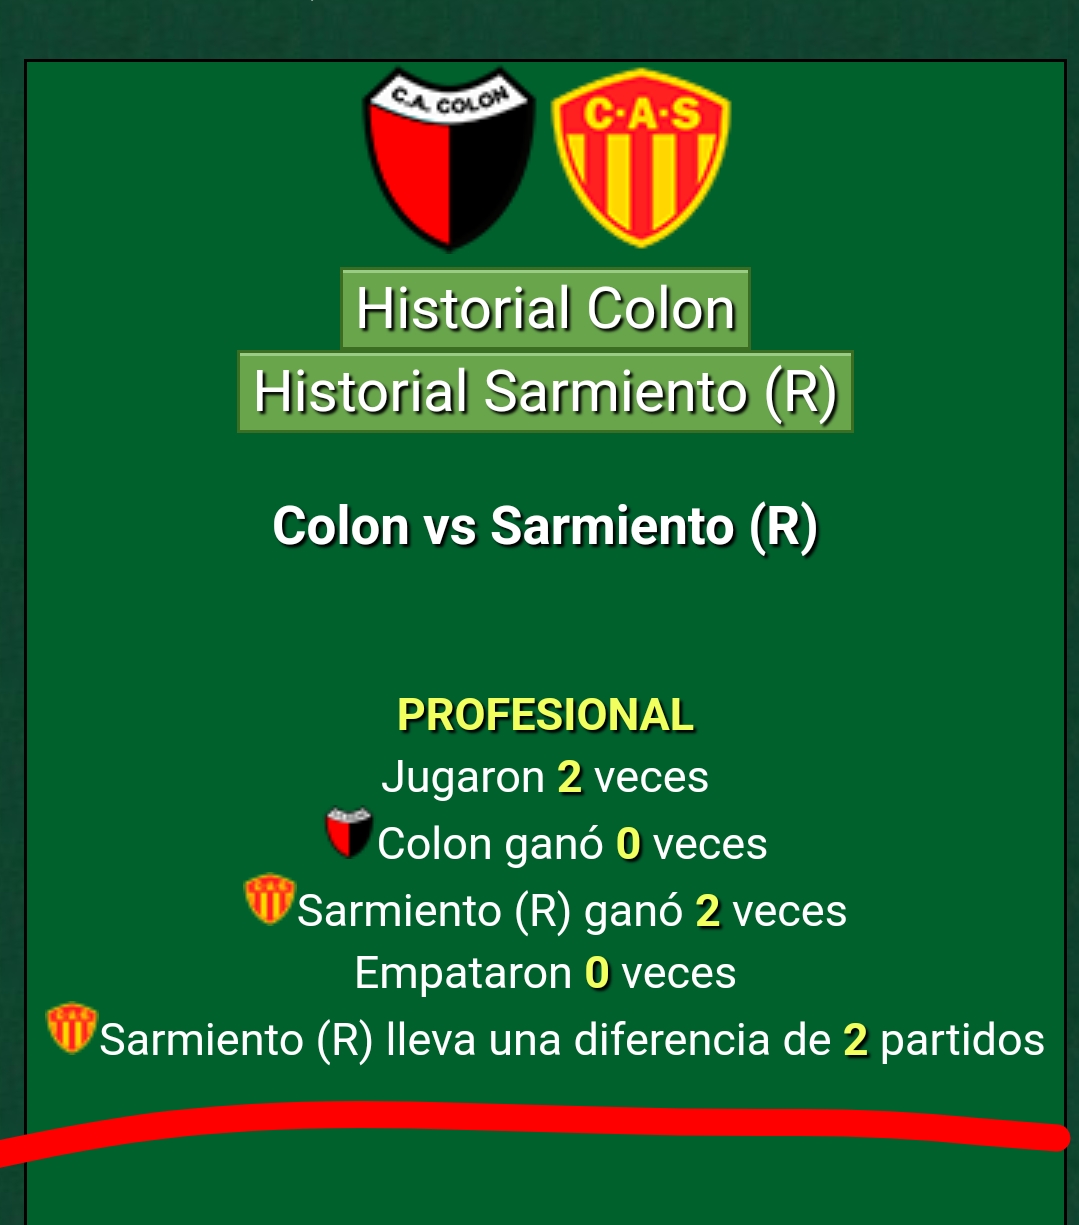 C.A. COLON
C·A·S
Historial Colon
Historial Sarmiento (R)
Colon vs Sarmiento (R)
PROFESIONAL
Jugaron 2 veces
Colon ganó 0 veces
Sarmiento (R) ganó 2 veces
Empataron 0 veces
Sarmiento (R) lleva una diferencia de 2 partidos